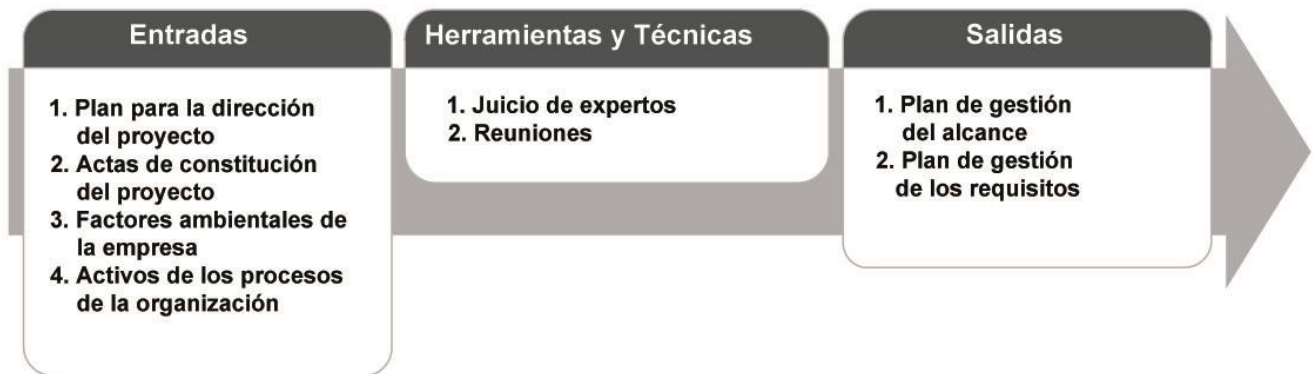 Entradas
1. Plan para la dirección
del proyecto
2. Actas de constitución
del proyecto
3. Factores ambientales de
la empresa
4. Activos de los procesos
de la organización
Herramientas y Técnicas
1. Juicio de expertos
2. Reuniones
Salidas
1. Plan de gestión
del alcance
2. Plan de gestión
de los requisitos